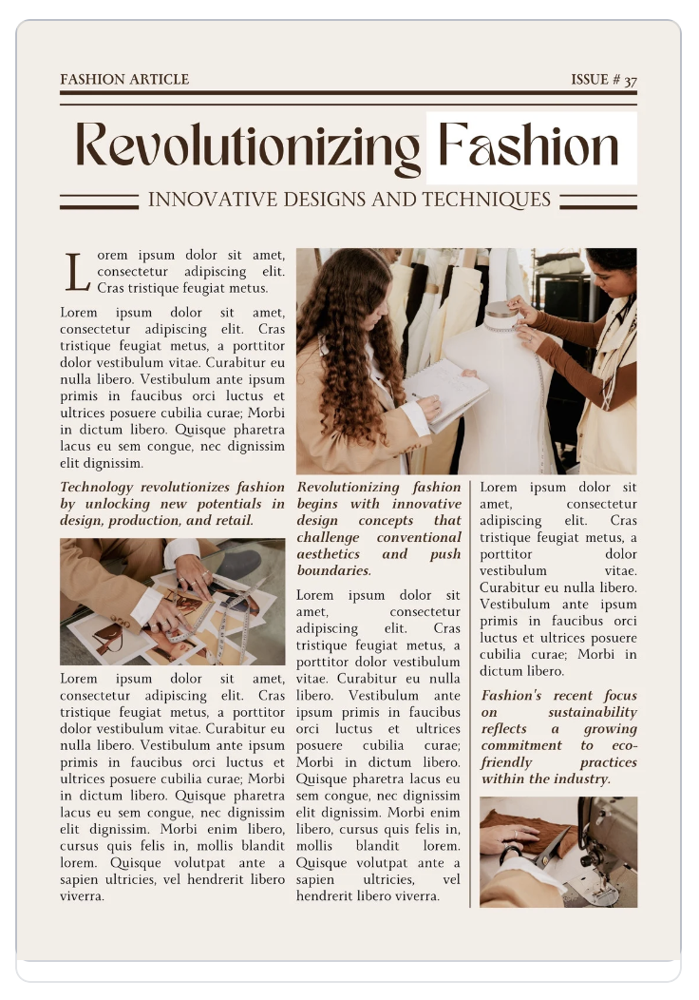 FASHION ARTICLE
ISSUE # 37
Revolutionizing Fashion
INNOVATIVE DESIGNS AND TECHNIQUES
Lorem ipsum dolor sit amet,
consectetur adipiscing elit.
Cras tristique feugiat metus.
Lorem ipsum dolor sit amet,
consectetur adipiscing elit. Cras
tristique feugiat metus, a porttitor
dolor vestibulum vitae. Curabitur eu
nulla libero. Vestibulum ante ipsum
primis in faucibus orci luctus et
ultrices posuere cubilia curae; Morbi
in dictum libero. Quisque pharetra
lacus eu sem congue, nec dignissim
elit dignissim.
Technology revolutionizes fashion
by unlocking new potentials in
design, production, and retail.
Lorem ipsum dolor sit amet,
consectetur adipiscing elit. Cras
tristique feugiat metus, a porttitor
dolor vestibulum vitae. Curabitur eu
nulla libero. Vestibulum ante ipsum
primis in faucibus orci luctus et
ultrices posuere cubilia curae; Morbi
in dictum libero. Quisque pharetra
lacus eu sem congue, nec dignissim
elit dignissim. Morbi enim libero,
cursus quis felis in, mollis blandit
lorem. Quisque volutpat ante a
sapien ultricies, vel hendrerit libero
viverra.
Revolutionizing fashion
begins with innovative
design concepts that
challenge conventional
aesthetics and push
boundaries.
Lorem ipsum dolor sit
amet, consectetur
adipiscing elit. Cras
tristique feugiat metus, a
porttitor dolor vestibulum
vitae. Curabitur eu nulla
libero. Vestibulum ante
ipsum primis in faucibus
orci luctus et ultrices
posuere cubilia curae;
Morbi in dictum libero.
Quisque pharetra lacus eu
sem congue, nec dignissim
elit dignissim. Morbi enim
libero, cursus quis felis in,
mollis blandit lorem.
Quisque volutpat ante a
sapien ultricies, vel
hendrerit libero viverra.
Lorem ipsum dolor sit
amet, consectetur
adipiscing elit. Cras
tristique feugiat metus, a
porttitor dolor
vestibulum vitae.
Curabitur eu nulla libero.
Vestibulum ante ipsum
primis in faucibus orci
luctus et ultrices posuere
cubilia curae; Morbi in
dictum libero.
Fashion's recent focus
on sustainability
reflects a growing
commitment to eco-
friendly practices
within the industry.